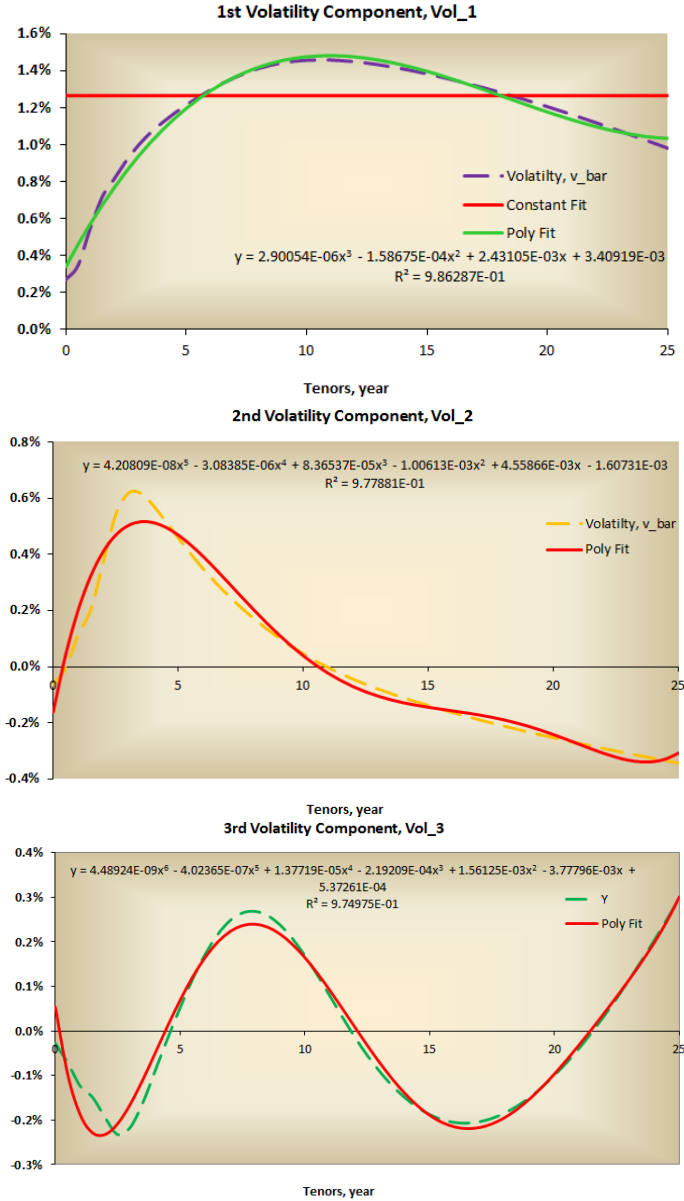 1st Volatility Component, Vol_1
1.6%
1.4%
1.2%
1.0%
0.8%
0.6%
0.4%
0.2%
0.0%
Volatilty, v_bar
Constant Fit
Poly Fit
y = 2.90054E-06x³ - 1.58675E-04x² + 2.43105E-03x + 3.40919E-03
R² = 9.86287E-01
0 5 10 15 20 25
Tenors, year
2nd Volatility Component, Vol_2
0.8%
0.6%
0.4%
0.2%
0.0%
-0.2%
-0.4%
y = 4.20809E-08x⁵ - 3.08385E-06x⁴ + 8.36537E-05x³ - 1.00613E-03x² + 4.55866E-03x - 1.60731E-03
R² = 9.77881E-01
Volatilty, v_bar
Poly Fit
0 5 10 15 20 25
Tenors, year
3rd Volatility Component, Vol_3
0.4%
0.3%
0.2%
0.1%
0.0%
-0.1%
-0.2%
-0.3%
y = 4.48924E-09x⁶ - 4.02365E-07x⁵ + 1.37719E-05x⁴ - 2.19209E-04x³ + 1.56125E-03x² - 3.77796E-03x +
5.37261E-04
R² = 9.74975E-01
Y
Poly Fit
0 5 10 15 20 25
Tenors, year